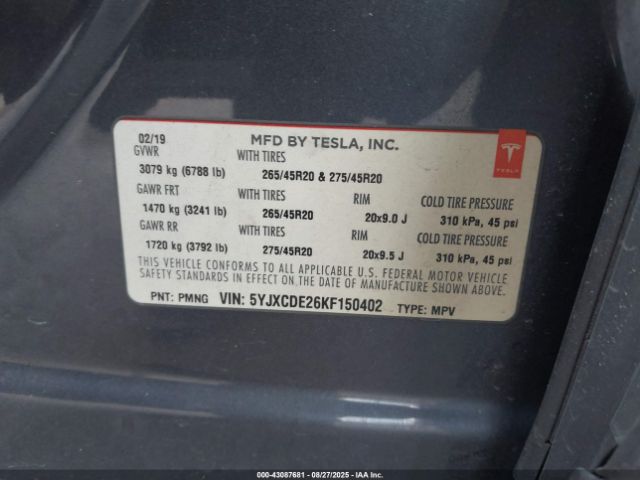 02/19 MFD BY TESLA, INC.
GVWR WITH TIRES
3079 kg (6788 lb) 265/45R20 & 275/45R20
GAWR FRT WITH TIRES RIM COLD TIRE PRESSURE
1470 kg (3241 lb) 265/45R20 20x9.0 J 310 kPa, 45 psi
GAWR RR WITH TIRES RIM COLD TIRE PRESSURE
1720 kg (3792 lb) 275/45R20 20x9.5 J 310 kPa, 45 psi
THIS VEHICLE CONFORMS TO ALL APPLICABLE U.S. FEDERAL MOTOR VEHICLE
SAFETY STANDARDS IN EFFECT ON THE DATE OF MANUFACTURE SHOWN ABOVE.
PNT: PMNG VIN: 5YJXCDE26KF150402 TYPE: MPV
TESLA
000-43087681 - 08/27/2025 - IAA Inc.